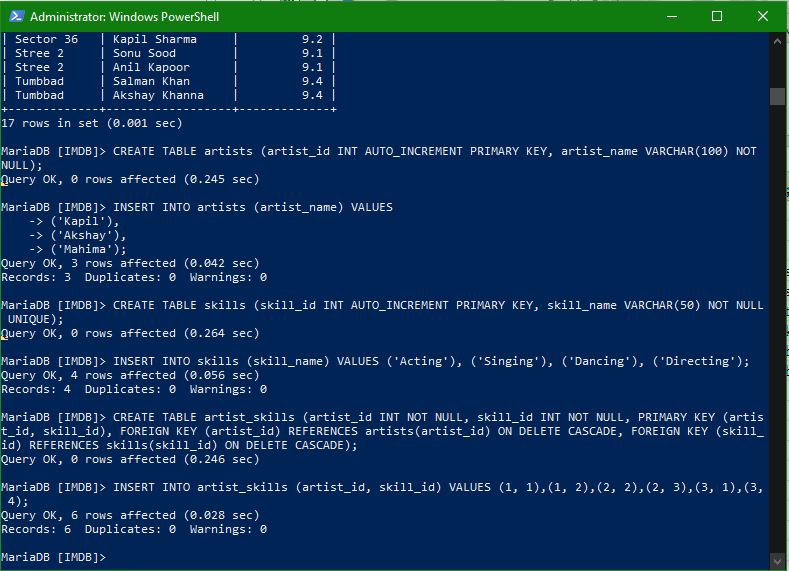 Administrator: Windows PowerShell
| Sector 36   | Kapil Sharma     |         9.2 |
| Stree 2     | Sonu Sood        |         9.1 |
| Stree 2     | Anil Kapoor      |         9.1 |
| Tumbbad     | Salman Khan      |         9.4 |
| Tumbbad     | Akshay Khanna    |         9.4 |
+-------------+------------------+-------------+
17 rows in set (0.001 sec)
MariaDB [IMDB]> CREATE TABLE artists (artist_id INT AUTO_INCREMENT PRIMARY KEY, artist_name VARCHAR(100) NOT
NULL);
Query OK, 0 rows affected (0.245 sec)
MariaDB [IMDB]> INSERT INTO artists (artist_name) VALUES
    -> ('Kapil'),
    -> ('Akshay'),
    -> ('Mahima');
Query OK, 3 rows affected (0.042 sec)
Records: 3  Duplicates: 0  Warnings: 0
MariaDB [IMDB]> CREATE TABLE skills (skill_id INT AUTO_INCREMENT PRIMARY KEY, skill_name VARCHAR(50) NOT NULL
 UNIQUE);
Query OK, 0 rows affected (0.264 sec)
MariaDB [IMDB]> INSERT INTO skills (skill_name) VALUES ('Acting'), ('Singing'), ('Dancing'), ('Directing');
Query OK, 4 rows affected (0.056 sec)
Records: 4  Duplicates: 0  Warnings: 0
MariaDB [IMDB]> CREATE TABLE artist_skills (artist_id INT NOT NULL, skill_id INT NOT NULL, PRIMARY KEY (artis
t_id, skill_id), FOREIGN KEY (artist_id) REFERENCES artists(artist_id) ON DELETE CASCADE, FOREIGN KEY (skill_
id) REFERENCES skills(skill_id) ON DELETE CASCADE);
Query OK, 0 rows affected (0.246 sec)
MariaDB [IMDB]> INSERT INTO artist_skills (artist_id, skill_id) VALUES (1, 1),(1, 2),(2, 2),(2, 3),(3, 1),(3,
 4);
Query OK, 6 rows affected (0.028 sec)
Records: 6  Duplicates: 0  Warnings: 0
MariaDB [IMDB]>